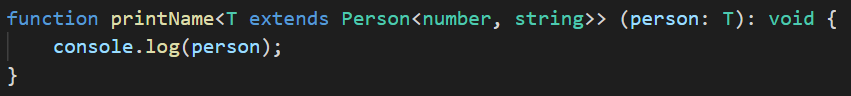 function printName<T extends Person<number, string>> (person: T): void {
    console.log(person);
}